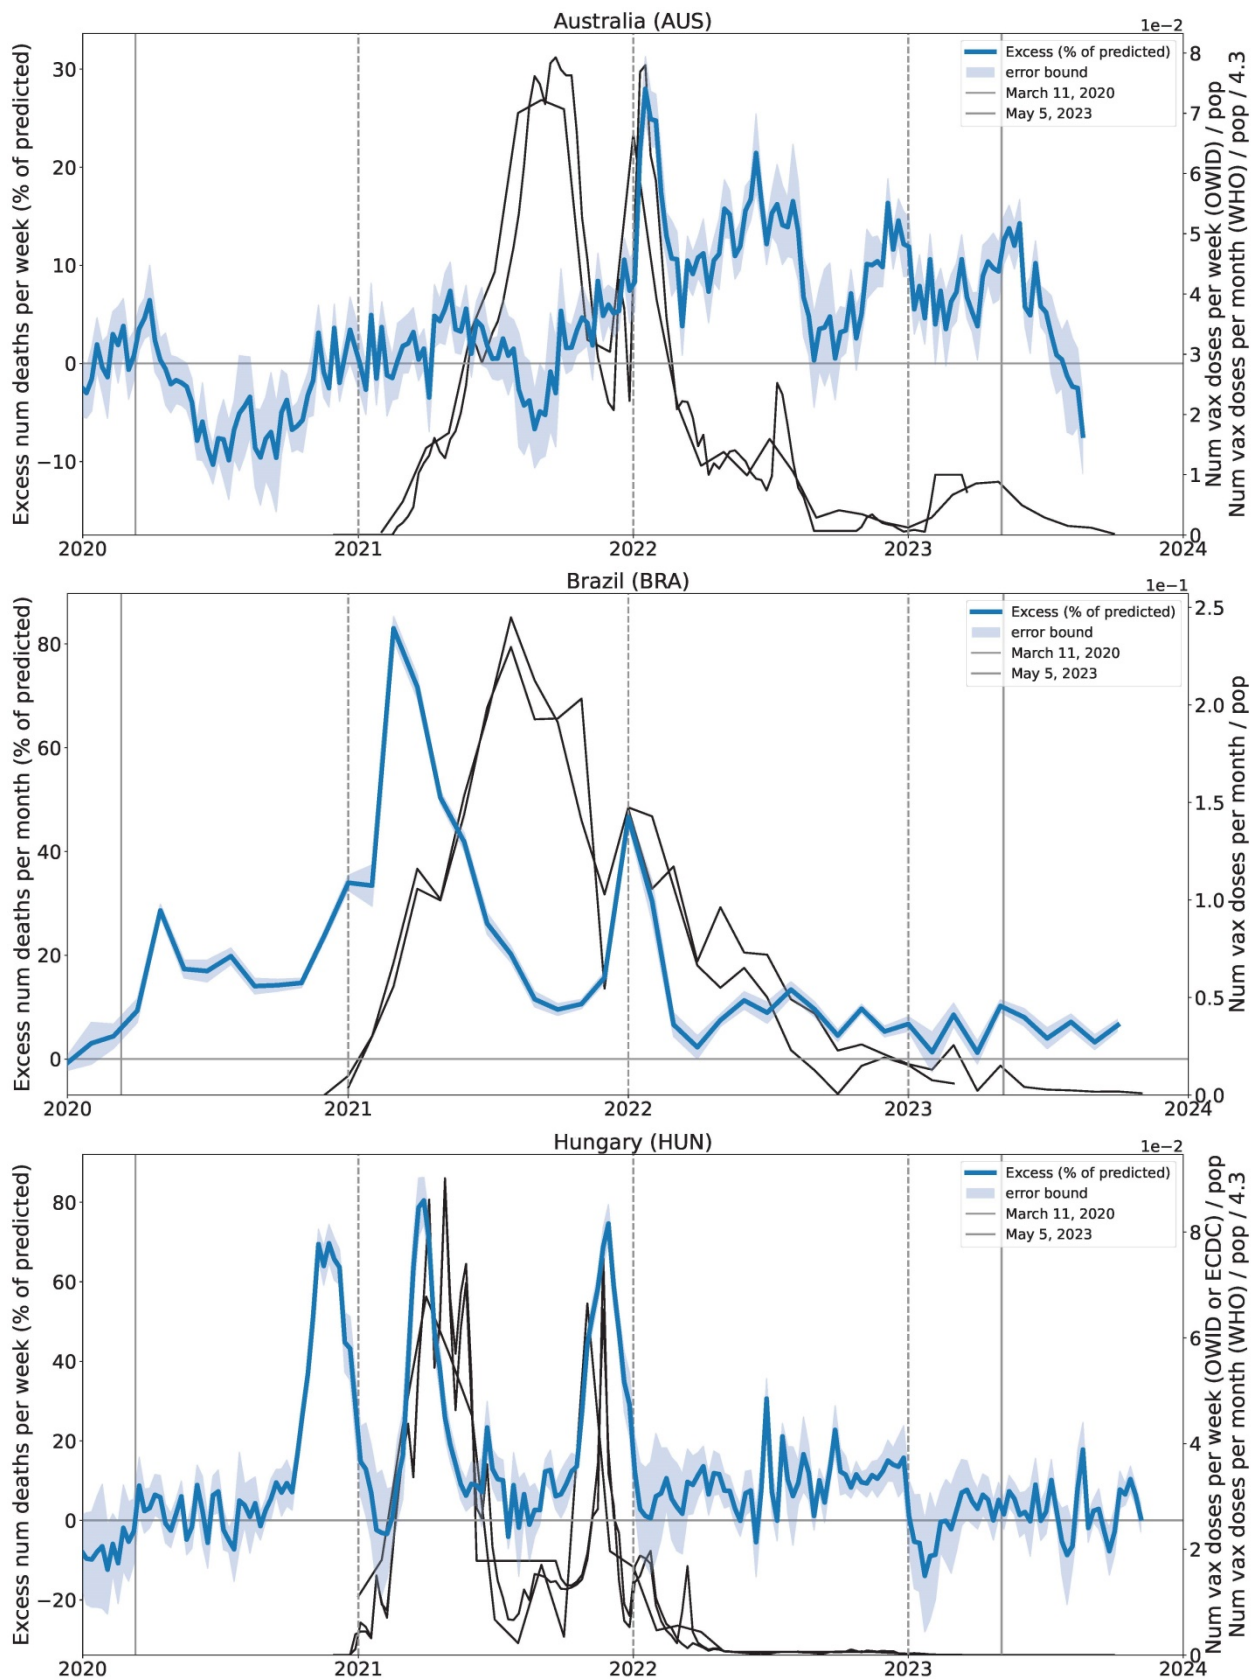 Australia (AUS)
1e−2
Excess num deaths per week (% of predicted)
30
20
10
0
−10
Excess (% of predicted)
error bound
March 11, 2020
May 5, 2023
8
7
6
5
4
3
2
1
0
Num vax doses per week (OWID) / pop
Num vax doses per month (WHO) / pop / 4.3
2020
2021
2022
2023
2024
Brazil (BRA)
1e−1
Excess num deaths per month (% of predicted)
80
60
40
20
0
Excess (% of predicted)
error bound
March 11, 2020
May 5, 2023
2.5
2.0
1.5
1.0
0.5
0.0
Num vax doses per month / pop
2020
2021
2022
2023
2024
Hungary (HUN)
1e−2
Excess num deaths per week (% of predicted)
80
60
40
20
0
−20
Excess (% of predicted)
error bound
March 11, 2020
May 5, 2023
8
6
4
2
0
Num vax doses per week (OWID or ECDC) / pop
Num vax doses per month (WHO) / pop / 4.3
2020
2021
2022
2023
2024